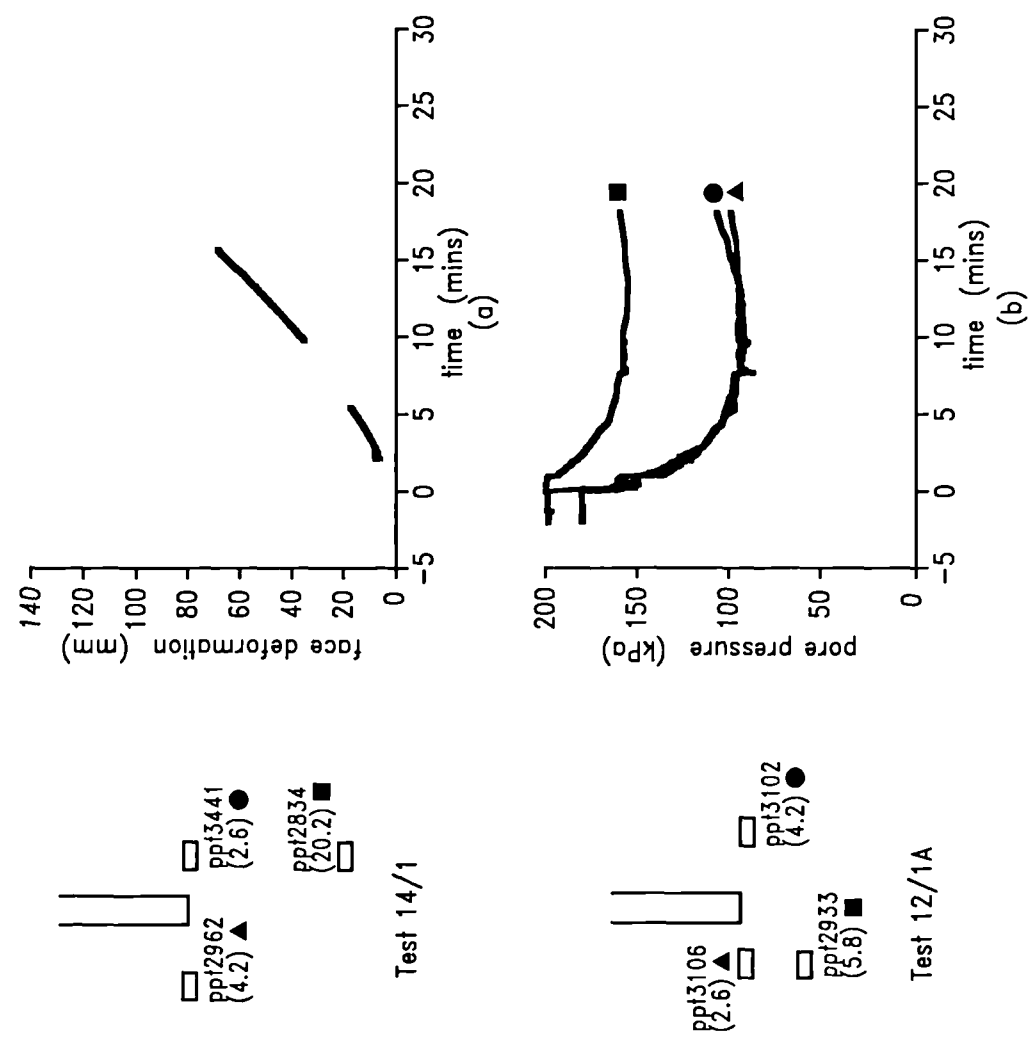 ppt2962
(4.2)
ppt3441
(2.6)
ppt2834
(20.2)
Test 14/1
face deformation (mm)
140
120
100
80
60
40
20
0
-5
0
5
10
15
20
25
30
time (mins)
(a)
ppt3106
(2.6)
ppt2933
(5.8)
ppt3102
(4.2)
Test 12/1A
pore pressure
(kPa)
200
150
100
50
0
-5
0
5
10
15
20
25
30
time (mins)
(b)